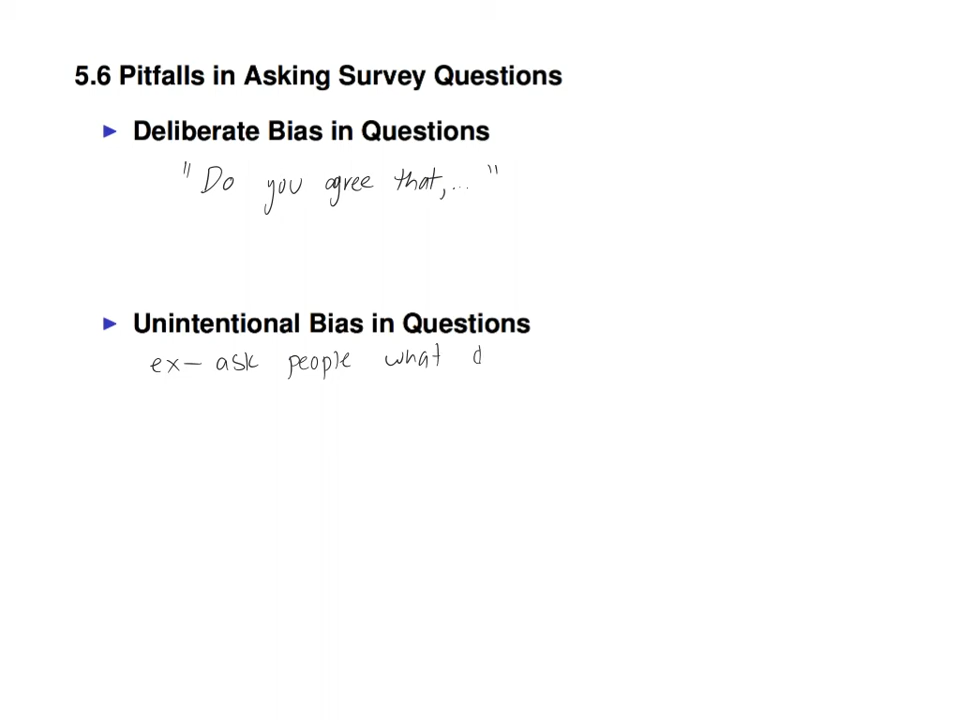 5.6 Pitfalls in Asking Survey Questions
▶ Deliberate Bias in Questions
"Do you agree that,..."
▶ Unintentional Bias in Questions
ex– ask people what d